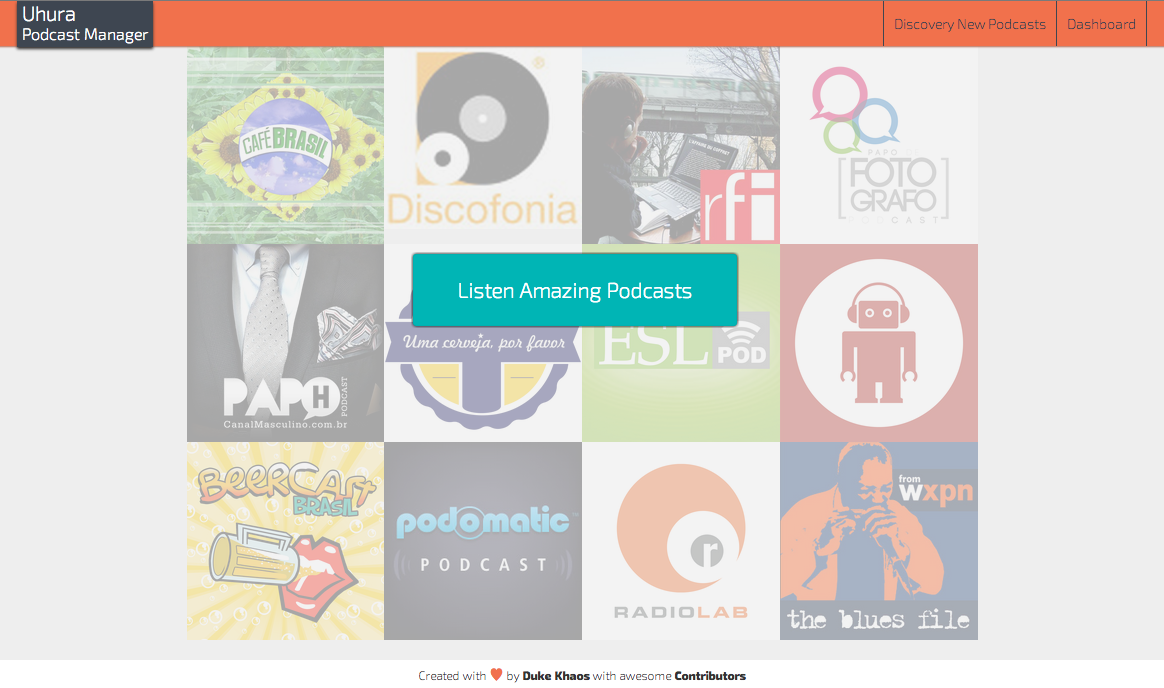 Uhura
Podcast Manager
Discovery New Podcasts
Dashboard
CAFÉ BRASIL
Discofonia
rfi
PAPO DE
[FOTO
GRAFO]
PODCAST
Listen Amazing Podcasts
PAPO H
PODCAST
CanalMasculino.com.br
Uma cerveja, por favor
ESL
POD
BEERCAST
BRASIL
podomatic
PODCAST
r
RADIOLAB
from
wxpn
the blues file
Created with ♥ by Duke Khaos with awesome Contributors